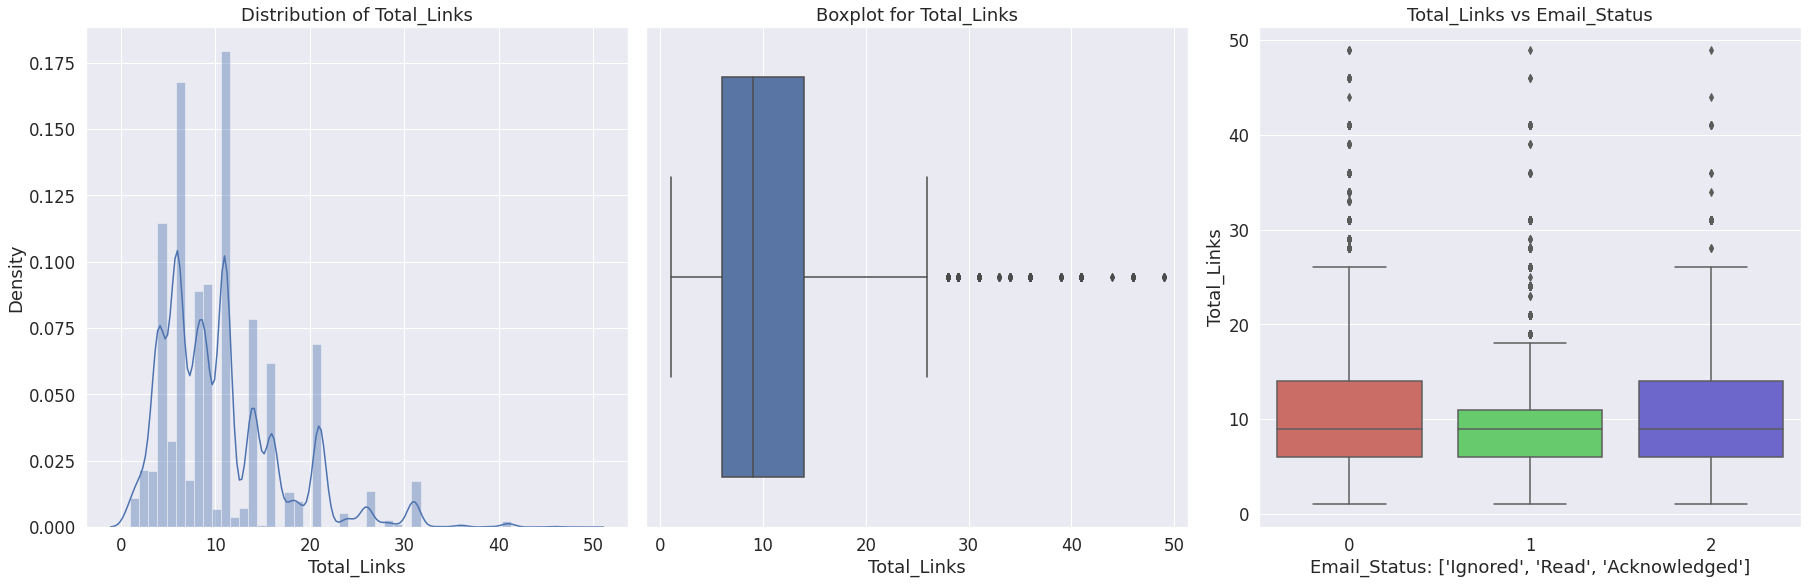 Distribution of Total_Links
Density
0.175
0.150
0.125
0.100
0.075
0.050
0.025
0.000
0 10 20 30 40 50
Total_Links
Boxplot for Total_Links
0 10 20 30 40 50
Total_Links
Total_Links vs Email_Status
Total_Links
50
40
30
20
10
0
0 1 2
Email_Status: ['Ignored', 'Read', 'Acknowledged']